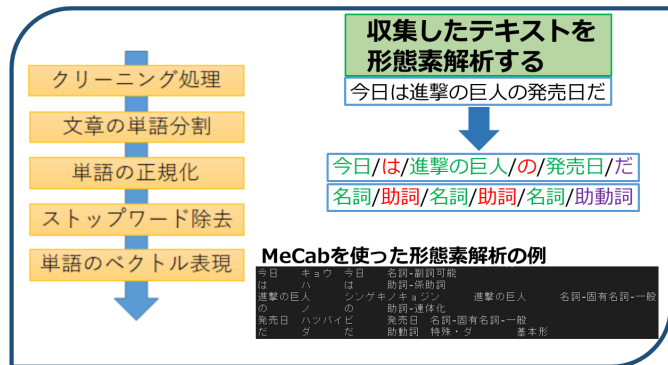 クリーニング処理
文章の単語分割
単語の正規化
ストップワード除去
単語のベクトル表現
収集したテキストを
形態素解析する
今日は進撃の巨人の発売日だ
今日/は/進撃の巨人/の/発売日/だ
名詞/助詞/名詞/助詞/名詞/助動詞
MeCabを使った形態素解析の例
今日 キョウ 今日 名詞-副詞可能
は ハ は 助詞-係助詞
進撃の巨人 シンゲキノキョジン 進撃の巨人 名詞-固有名詞-一般
の ノ の 助詞-連体化
発売日 ハツバイビ 発売日 名詞-固有名詞-一般
だ ダ だ 助動詞 特殊・ダ 基本形